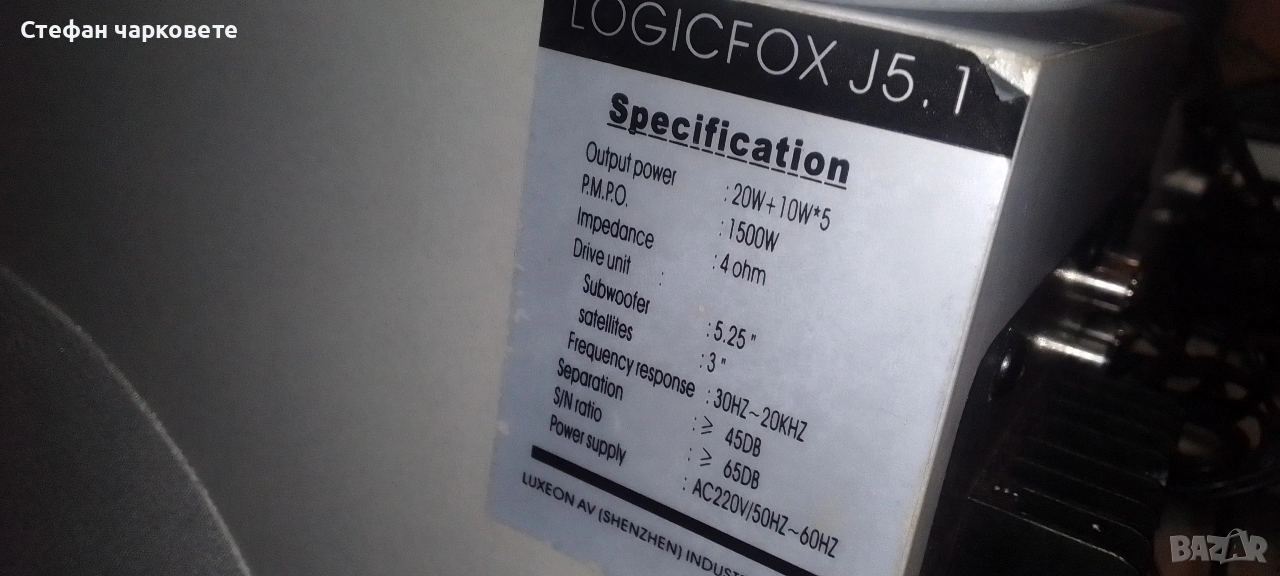 Стефан чарковете
LOGICFOX J5.1
Specification
Output power : 20W+10W*5
P.M.P.O. : 1500W
Impedance : 4 ohm
Drive unit :
Subwoofer : 5.25"
satellites : 3"
Frequency response : 30HZ~20KHZ
Separation : ≥ 45DB
S/N ratio : ≥ 65DB
Power supply : AC220V/50HZ~60HZ
LUXEON AV (SHENZHEN)
BAZAR